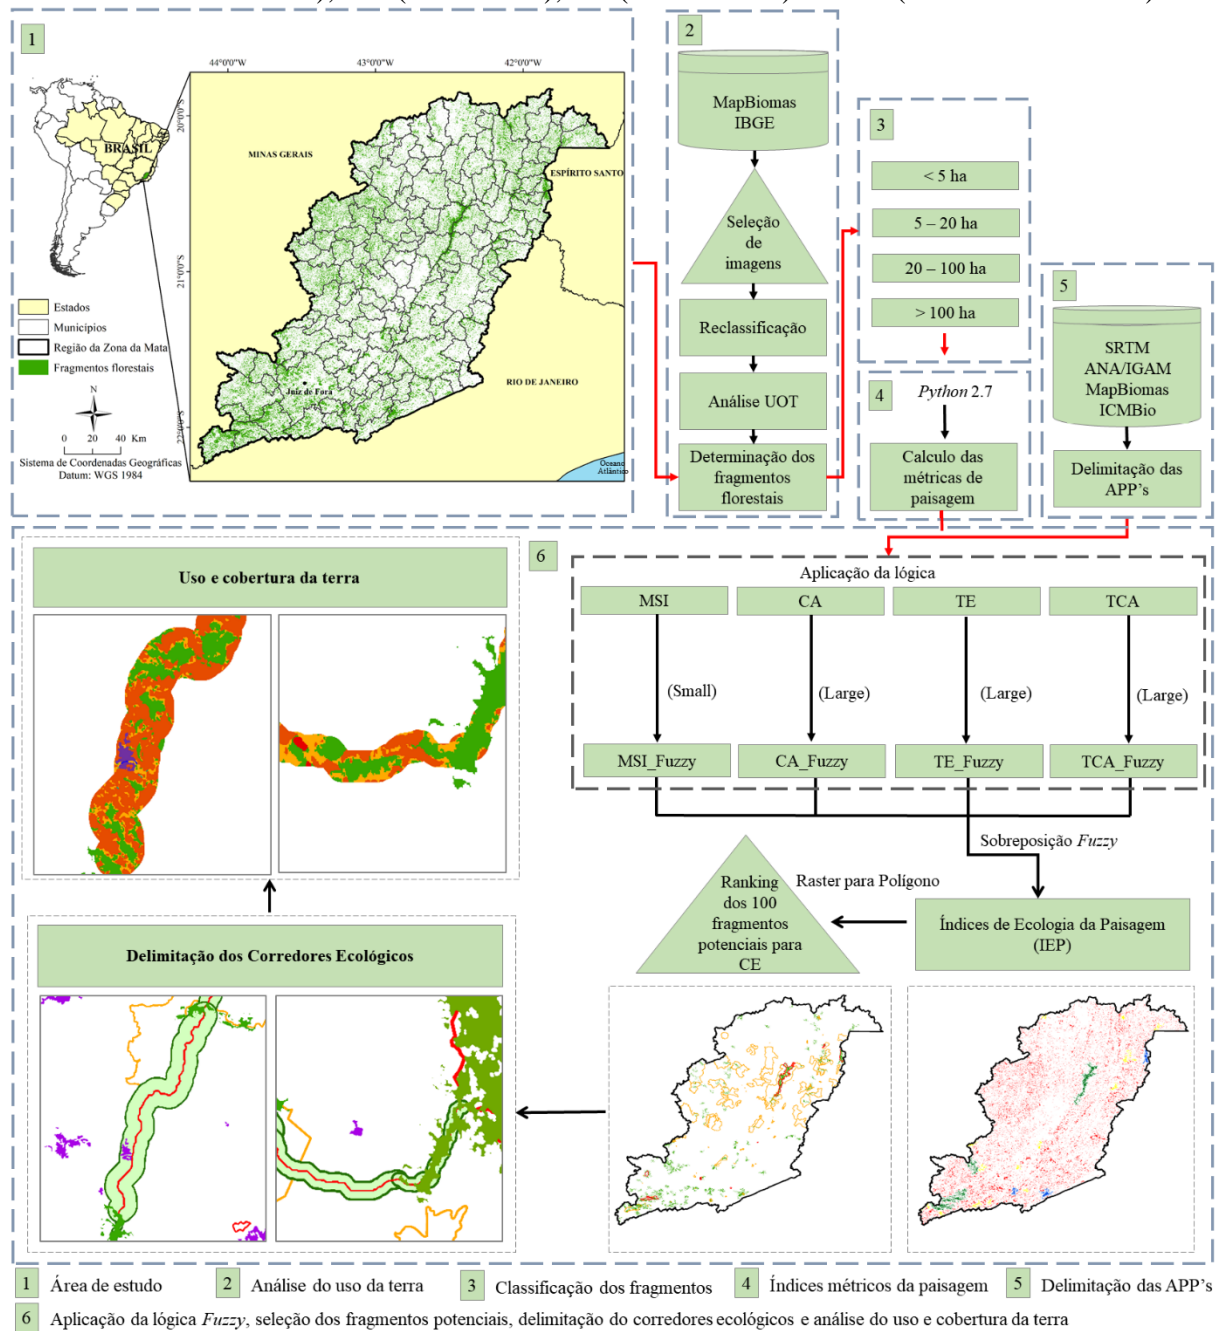 1
44°0'0"W
43°0'0"W
42°0'0"W
20°0'0"S
21°0'0"S
22°0'0"S
BRASIL
MINAS GERAIS
ESPÍRITO SANTO
RIO DE JANEIRO
Juiz de Fora
Oceano
Atlântico
Estados
Municípios
Região da Zona da Mata
Fragmentos florestais
N
0 20 40 Km
Sistema de Coordenadas Geográficas
Datum: WGS 1984
2
MapBiomas
IBGE
Seleção
de
imagens
Reclassificação
Análise UOT
Determinação dos
fragmentos
florestais
3
< 5 ha
5 – 20 ha
20 – 100 ha
> 100 ha
4
Python 2.7
Calculo das
métricas de
paisagem
5
SRTM
ANA/IGAM
MapBiomas
ICMBio
Delimitação das
APP's
6
Aplicação da lógica
MSI
CA
TE
TCA
(Small)
(Large)
(Large)
(Large)
MSI_Fuzzy
CA_Fuzzy
TE_Fuzzy
TCA_Fuzzy
Sobreposição Fuzzy
Índices de Ecologia da Paisagem
(IEP)
Raster para Polígono
Ranking
dos 100
fragmentos
potenciais para
CE
Uso e cobertura da terra
Delimitação dos Corredores Ecológicos
1 Área de estudo
2 Análise do uso da terra
3 Classificação dos fragmentos
4 Índices métricos da paisagem
5 Delimitação das APP's
6 Aplicação da lógica Fuzzy, seleção dos fragmentos potenciais, delimitação do corredores ecológicos e análise do uso e cobertura da terra